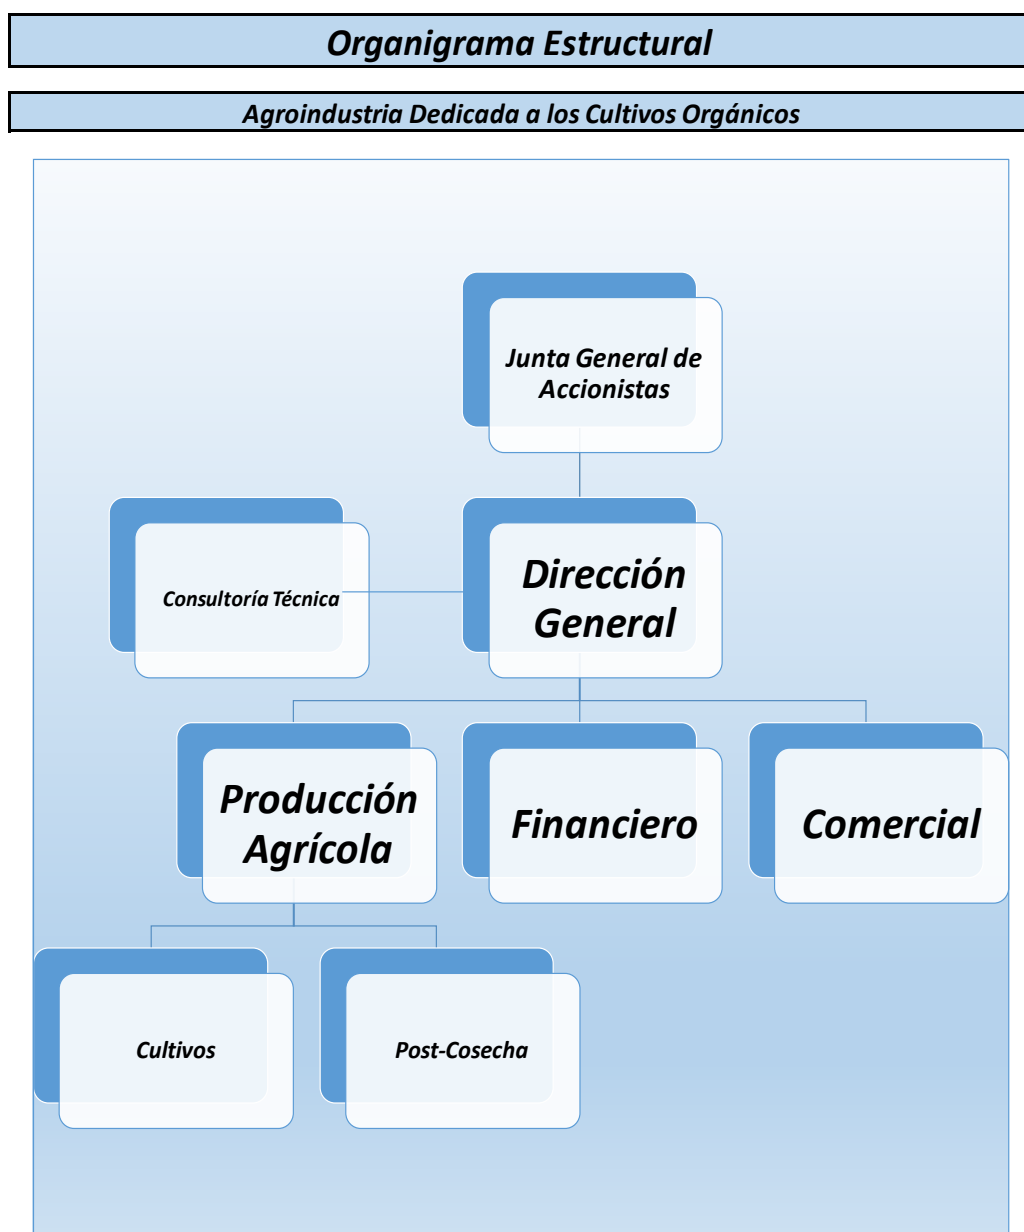 Organigrama Estructural
Agroindustria Dedicada a los Cultivos Orgánicos
Junta General de
Accionistas
Consultoría Técnica
Dirección
General
Producción
Agrícola
Financiero
Comercial
Cultivos
Post-Cosecha